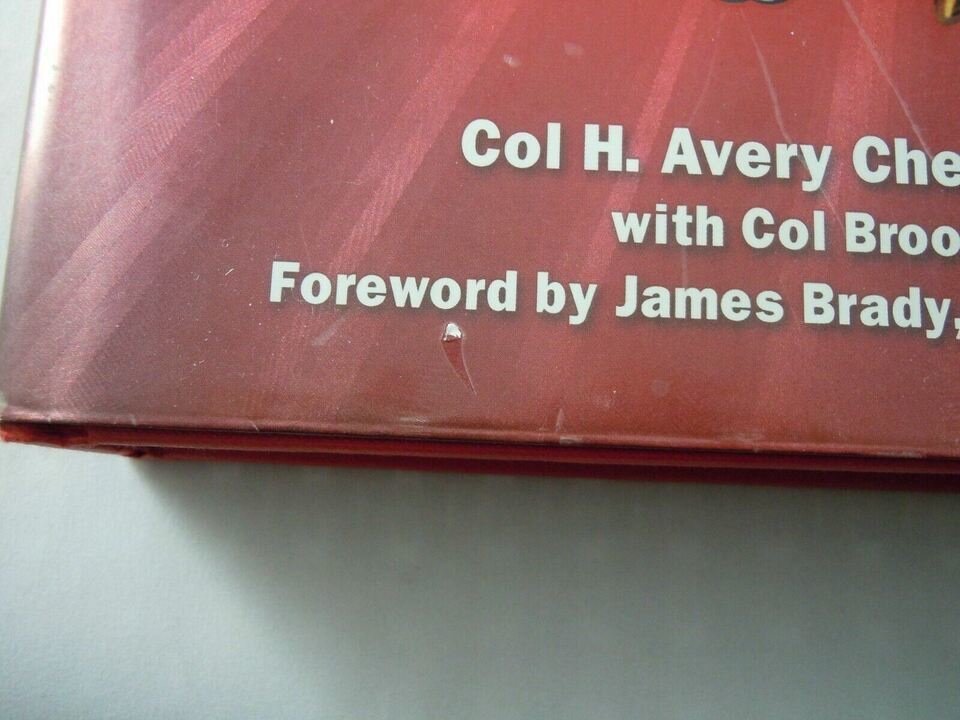 Col H. Avery Che
with Col Broo
Foreword by James Brady,